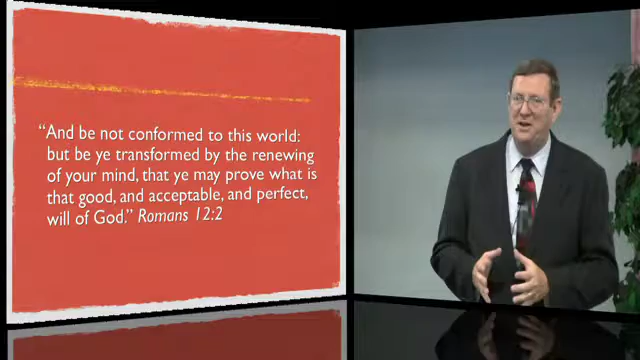 “And be not conformed to this world:
but be ye transformed by the renewing
of your mind, that ye may prove what is
that good, and acceptable, and perfect,
will of God.” Romans 12:2